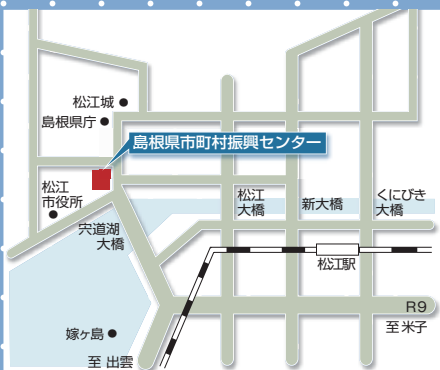 松江城
島根県庁
島根県市町村振興センター
松江
市役所
宍道湖
大橋
松江
大橋
新大橋
くにびき
大橋
松江駅
R9
至 米子
嫁ヶ島
至 出雲